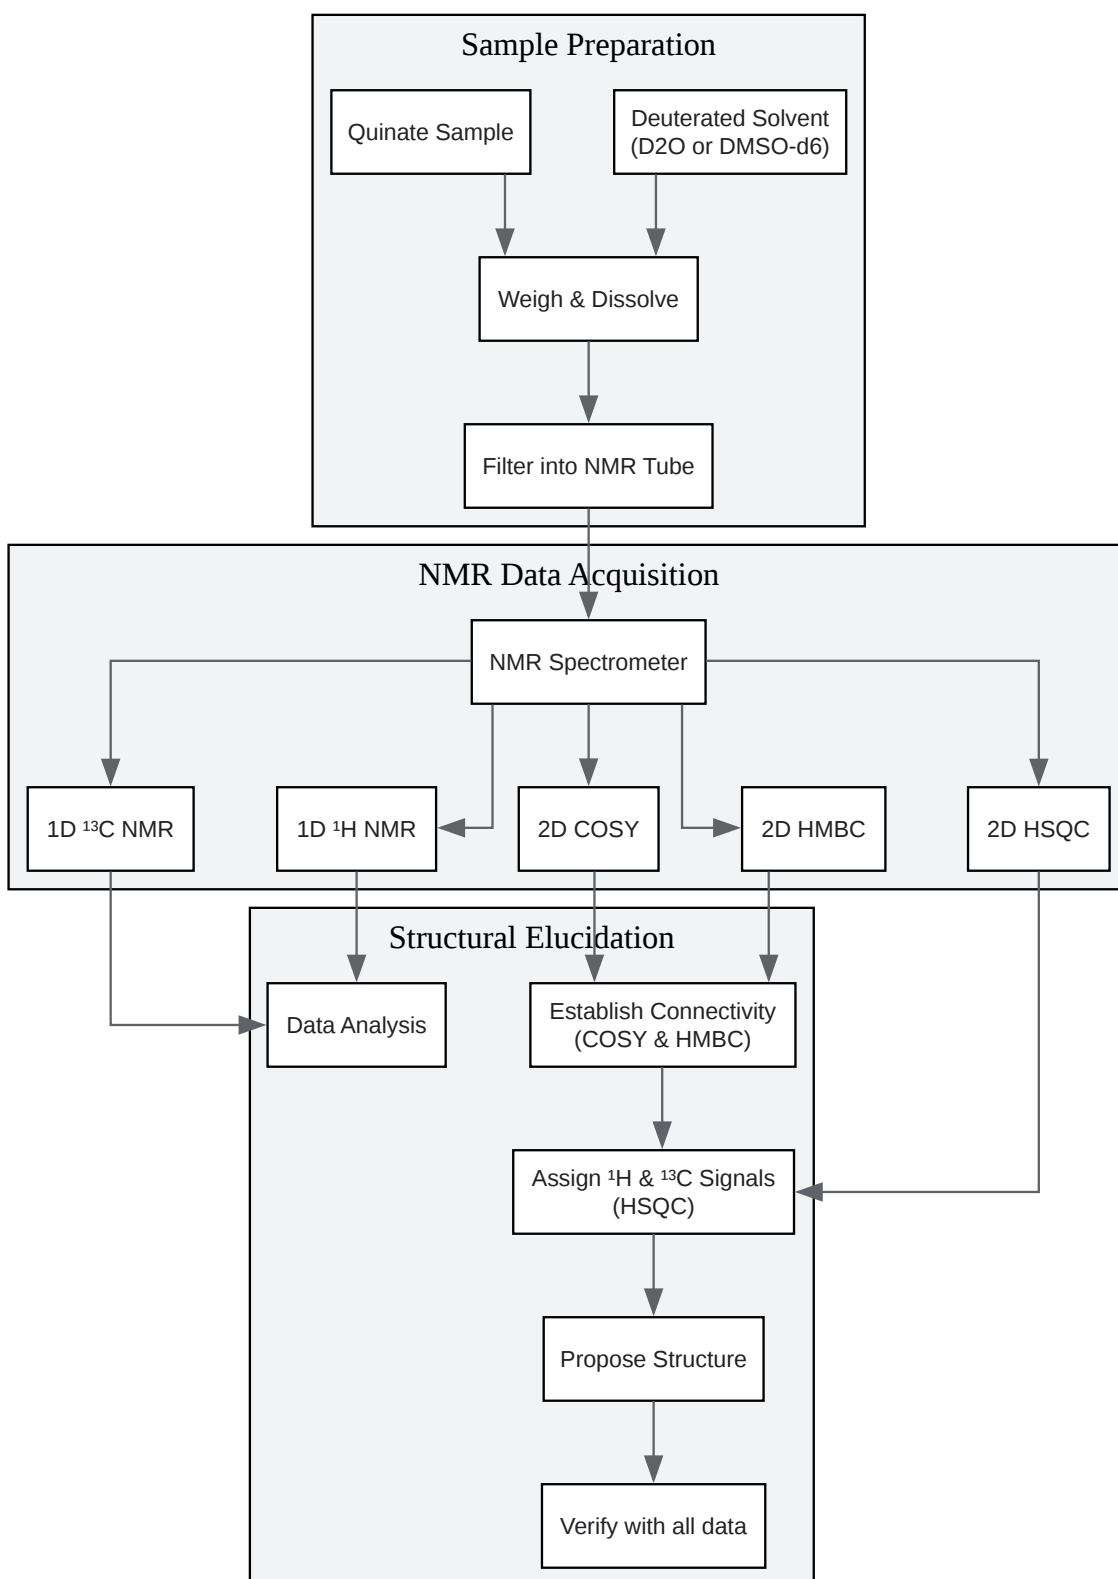 Sample Preparation
Quinate Sample
Deuterated Solvent
(D2O or DMSO-d6)
Weigh & Dissolve
Filter into NMR Tube
NMR Data Acquisition
NMR Spectrometer
1D ¹³C NMR
1D ¹H NMR
2D COSY
2D HMBC
2D HSQC
Structural Elucidation
Data Analysis
Establish Connectivity
(COSY & HMBC)
Assign ¹H & ¹³C Signals
(HSQC)
Propose Structure
Verify with all data